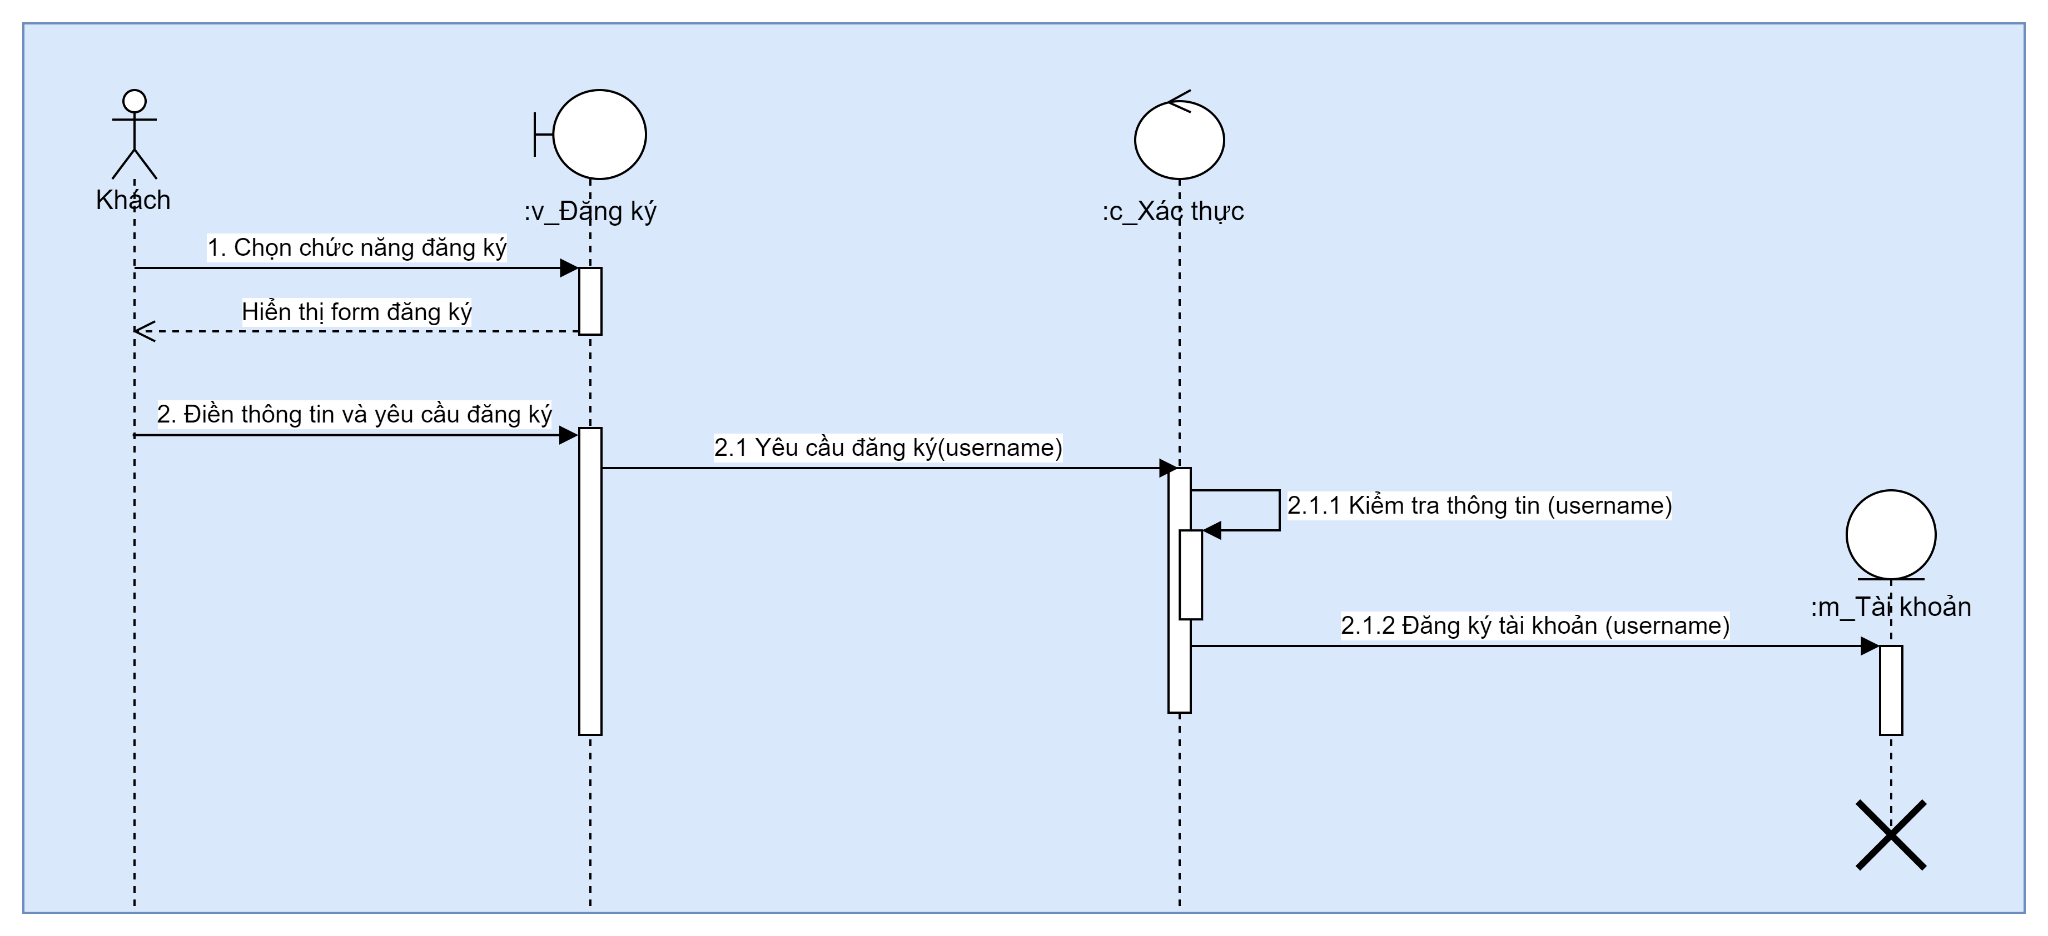 Khách
:v_Đăng ký
:c_Xác thực
1. Chọn chức năng đăng ký
Hiển thị form đăng ký
2. Điền thông tin và yêu cầu đăng ký
2.1 Yêu cầu đăng ký(username)
2.1.1 Kiểm tra thông tin (username)
:m_Tài khoản
2.1.2 Đăng ký tài khoản (username)